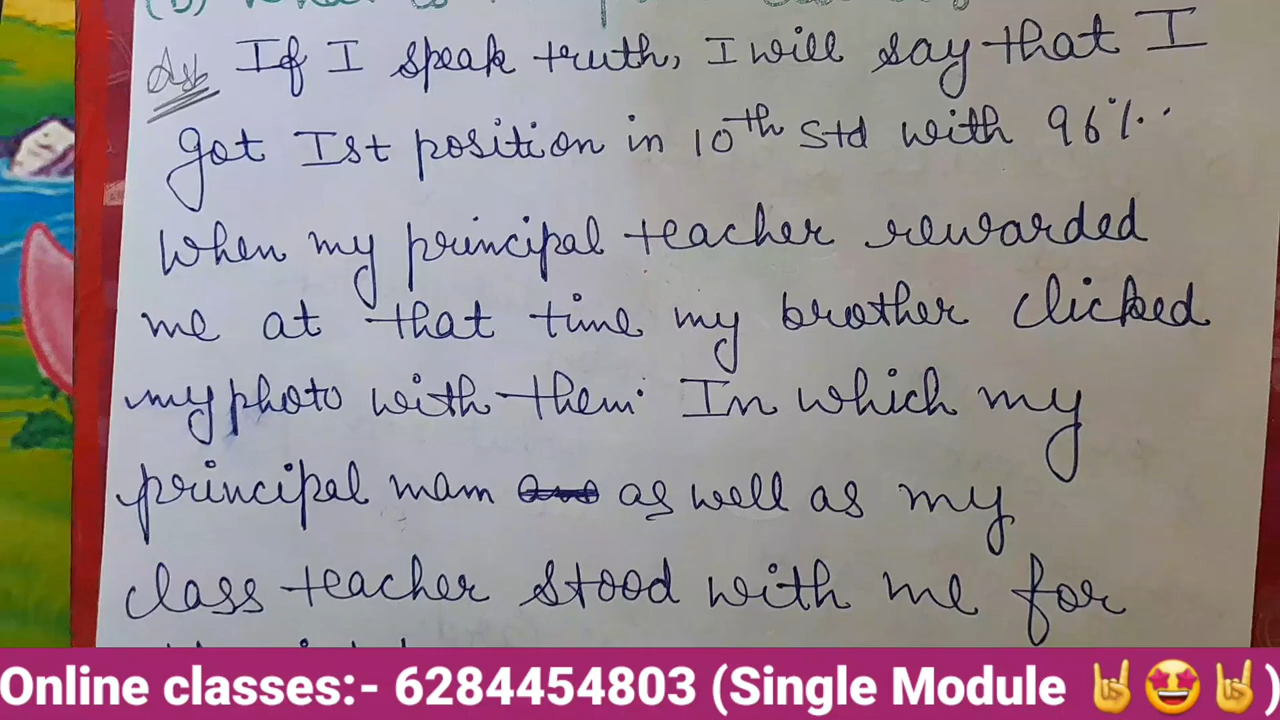 Ans If I speak truth, I will say that I
got Ist position in 10th std with 96%.
When my principal teacher rewarded
me at that time my brother clicked
my photo with them. In which my
principal mam as well as my
class teacher stood with me for
Online classes:- 6284454803 (Single Module 🤘🤩🤘)